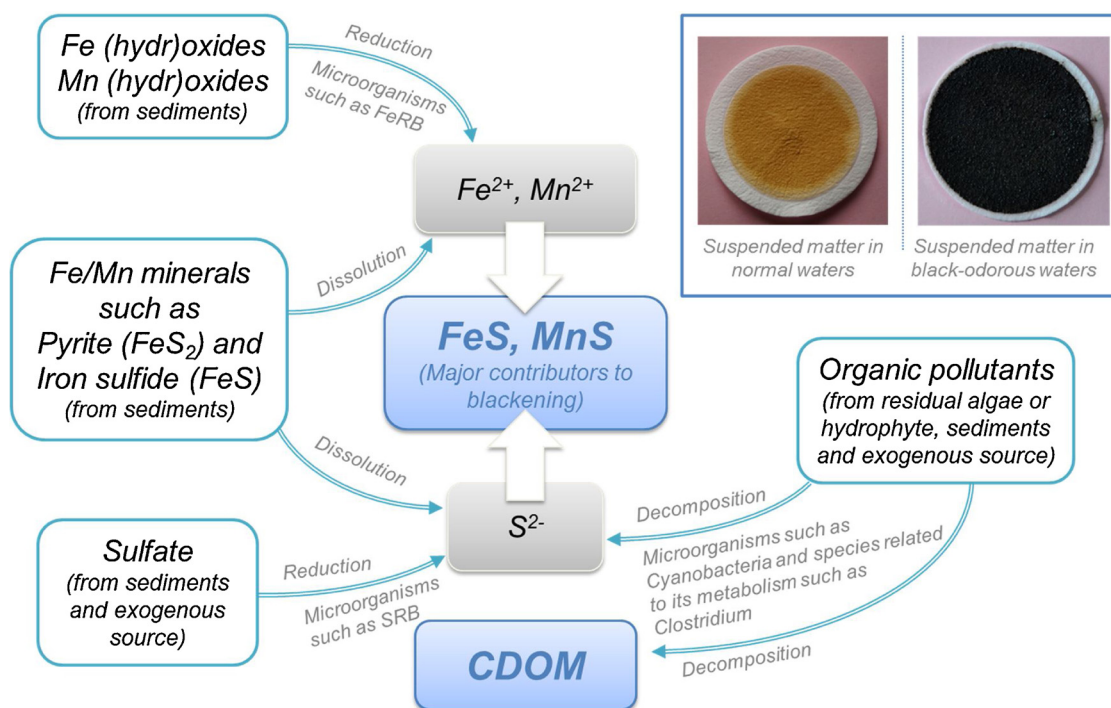 Fe (hydr)oxides
Mn (hydr)oxides
(from sediments)
Reduction
Microorganisms
such as FeRB
Fe²⁺, Mn²⁺
Suspended matter in
normal waters
Suspended matter in
black-odorous waters
Fe/Mn minerals
such as
Pyrite (FeS₂) and
Iron sulfide (FeS)
(from sediments)
Dissolution
FeS, MnS
(Major contributors to
blackening)
Organic pollutants
(from residual algae or
hydrophyte, sediments
and exogenous source)
Dissolution
S²⁻
Decomposition
Microorganisms such as
Cyanobacteria and species related
to its metabolism such as
Clostridium
Decomposition
Sulfate
(from sediments
and exogenous
source)
Reduction
Microorganisms
such as SRB
CDOM